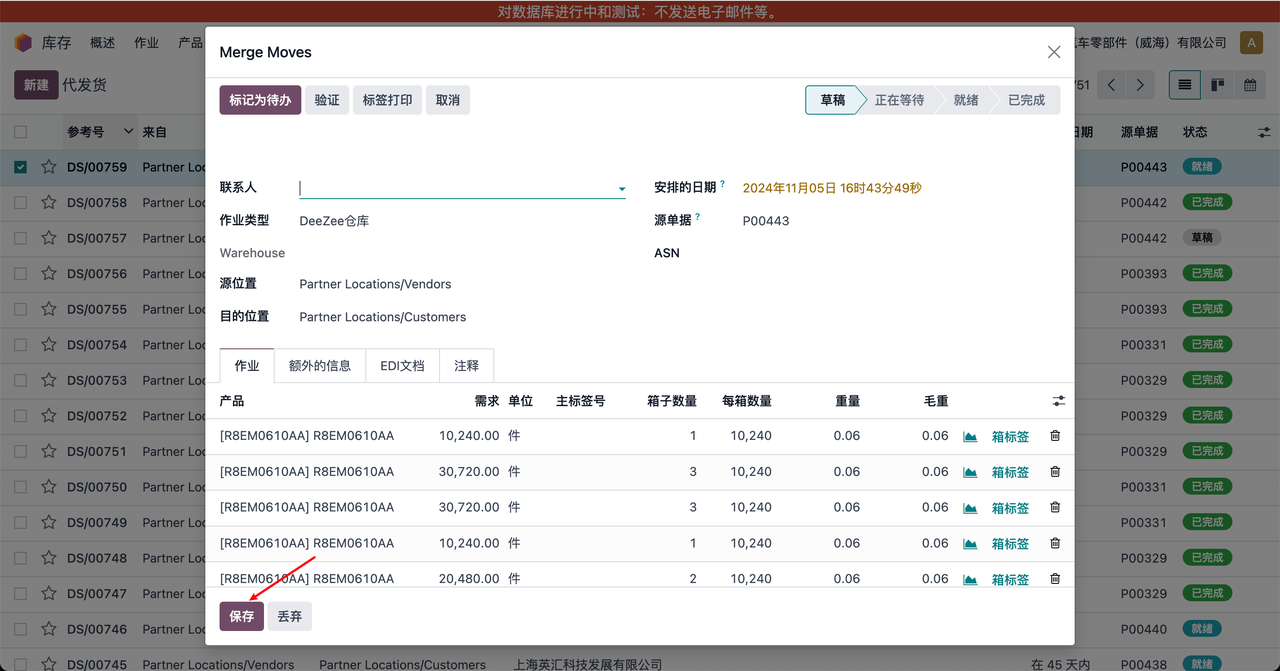 对数据库进行中和测试：不发送电子邮件等。
库存 概述 作业 产品
车零部件（威海）有限公司 A
新建 代发货
Merge Moves
标记为待办 验证 标签打印 取消
草稿 正在等待 就绪 已完成
联系人
安排的日期 ? 2024年11月05日 16时43分49秒
作业类型 DeeZee仓库
源单据 ? P00443
Warehouse
ASN
源位置 Partner Locations/Vendors
目的位置 Partner Locations/Customers
作业 额外的信息 EDI文档 注释
产品 需求 单位 主标签号 箱子数量 每箱数量 重量 毛重
[R8EM0610AA] R8EM0610AA 10,240.00 件 1 10,240 0.06 0.06 箱标签
[R8EM0610AA] R8EM0610AA 30,720.00 件 3 10,240 0.06 0.06 箱标签
[R8EM0610AA] R8EM0610AA 30,720.00 件 3 10,240 0.06 0.06 箱标签
[R8EM0610AA] R8EM0610AA 10,240.00 件 1 10,240 0.06 0.06 箱标签
[R8EM0610AA] R8EM0610AA 20,480.00 件 2 10,240 0.06 0.06 箱标签
保存 丢弃
参考号 来自
DS/00759 Partner Loc
DS/00758 Partner Loc
DS/00757 Partner Loc
DS/00756 Partner Loc
DS/00755 Partner Loc
DS/00754 Partner Loc
DS/00753 Partner Loc
DS/00752 Partner Loc
DS/00751 Partner Loc
DS/00750 Partner Loc
DS/00749 Partner Loc
DS/00748 Partner Loc
DS/00747 Partner Loc
DS/00746 Partner Loc
DS/00745 Partner Locations/Vendors Partner Locations/Customers 上海英汇科技发展有限公司 在 45 天内 P00438 就绪
51
日期 源单据 状态
P00443 就绪
P00442 已完成
P00442 草稿
P00393 已完成
P00393 已完成
P00331 已完成
P00329 已完成
P00329 已完成
P00329 已完成
P00331 已完成
P00331 已完成
P00329 已完成
P00329 已完成
P00440 就绪